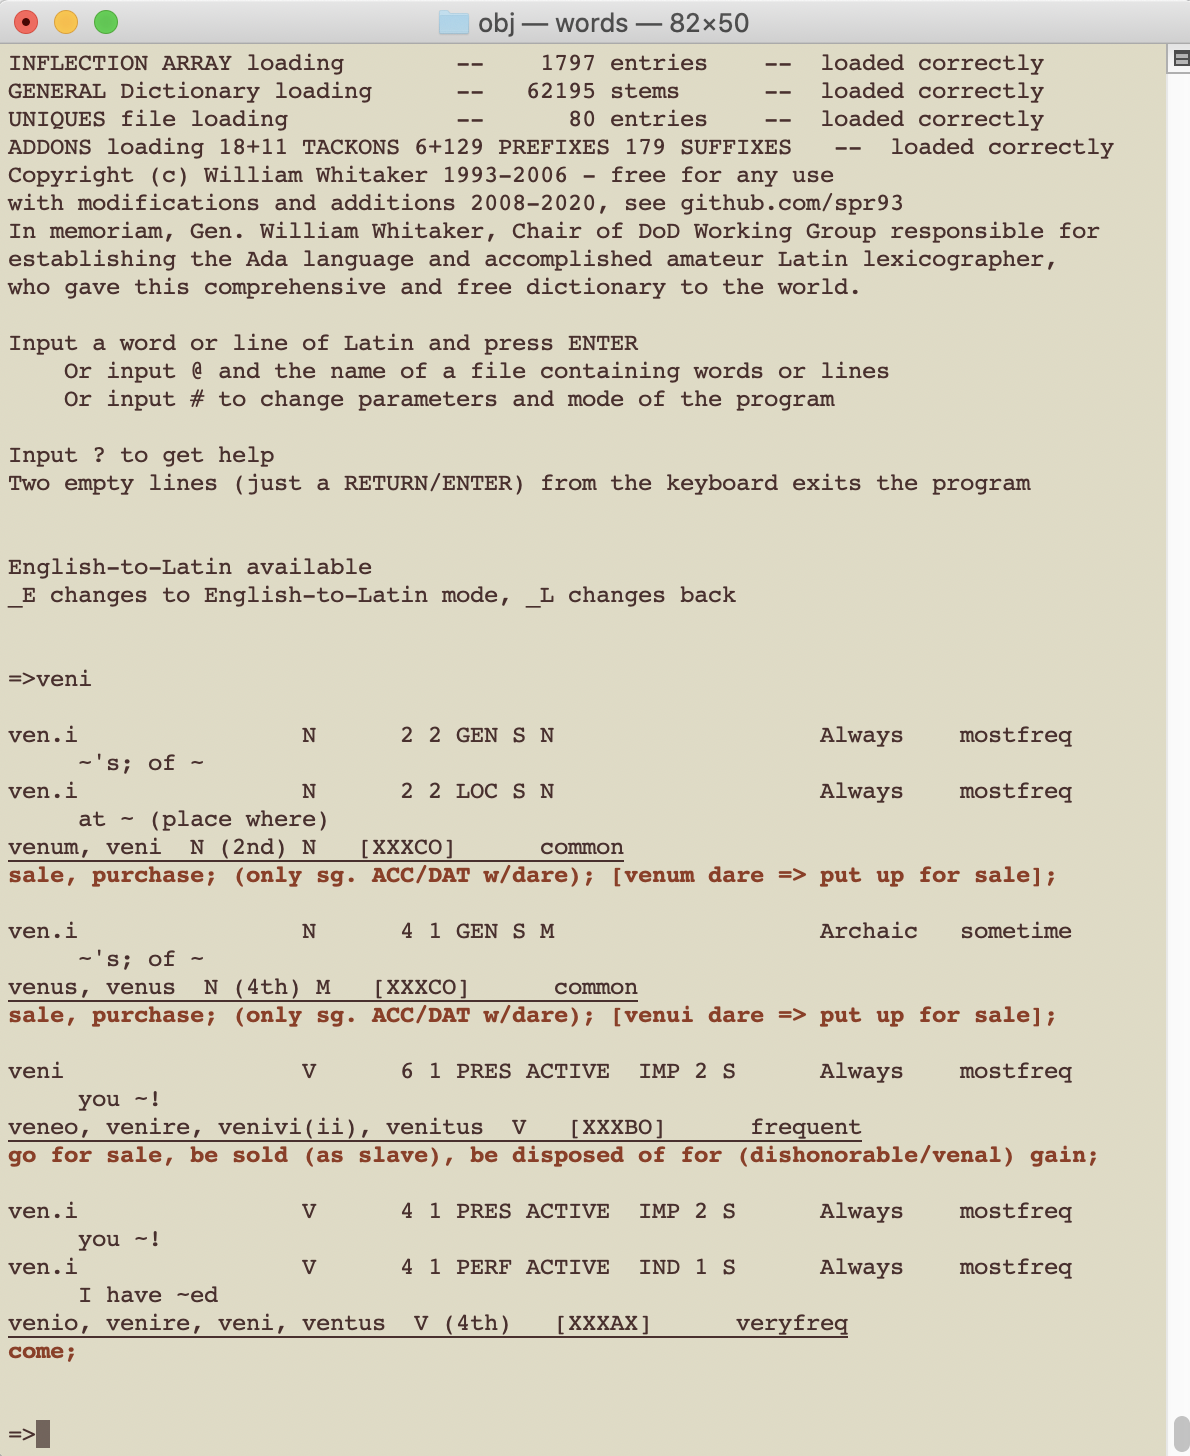 obj — words — 82×50
INFLECTION ARRAY loading        --    1797 entries    --  loaded correctly
GENERAL Dictionary loading      --   62195 stems      --  loaded correctly
UNIQUES file loading            --      80 entries    --  loaded correctly
ADDONS loading 18+11 TACKONS 6+129 PREFIXES 179 SUFFIXES   --  loaded correctly
Copyright (c) William Whitaker 1993-2006 - free for any use
with modifications and additions 2008-2020, see github.com/spr93
In memoriam, Gen. William Whitaker, Chair of DoD Working Group responsible for
establishing the Ada language and accomplished amateur Latin lexicographer,
who gave this comprehensive and free dictionary to the world.
Input a word or line of Latin and press ENTER
    Or input @ and the name of a file containing words or lines
    Or input # to change parameters and mode of the program
Input ? to get help
Two empty lines (just a RETURN/ENTER) from the keyboard exits the program
English-to-Latin available
_E changes to English-to-Latin mode, _L changes back
=>veni
ven.i                N      2 2 GEN S N                   Always    mostfreq
     ~'s; of ~
ven.i                N      2 2 LOC S N                   Always    mostfreq
     at ~ (place where)
venum, veni  N (2nd) N   [XXXCO]      common
sale, purchase; (only sg. ACC/DAT w/dare); [venum dare => put up for sale];
ven.i                N      4 1 GEN S M                   Archaic   sometime
     ~'s; of ~
venus, venus  N (4th) M   [XXXCO]      common
sale, purchase; (only sg. ACC/DAT w/dare); [venui dare => put up for sale];
veni                 V      6 1 PRES ACTIVE  IMP 2 S      Always    mostfreq
     you ~!
veneo, venire, venivi(ii), venitus  V   [XXXBO]      frequent
go for sale, be sold (as slave), be disposed of for (dishonorable/venal) gain;
ven.i                V      4 1 PRES ACTIVE  IMP 2 S      Always    mostfreq
     you ~!
ven.i                V      4 1 PERF ACTIVE  IND 1 S      Always    mostfreq
     I have ~ed
venio, venire, veni, ventus  V (4th)   [XXXAX]      veryfreq
come;
=>